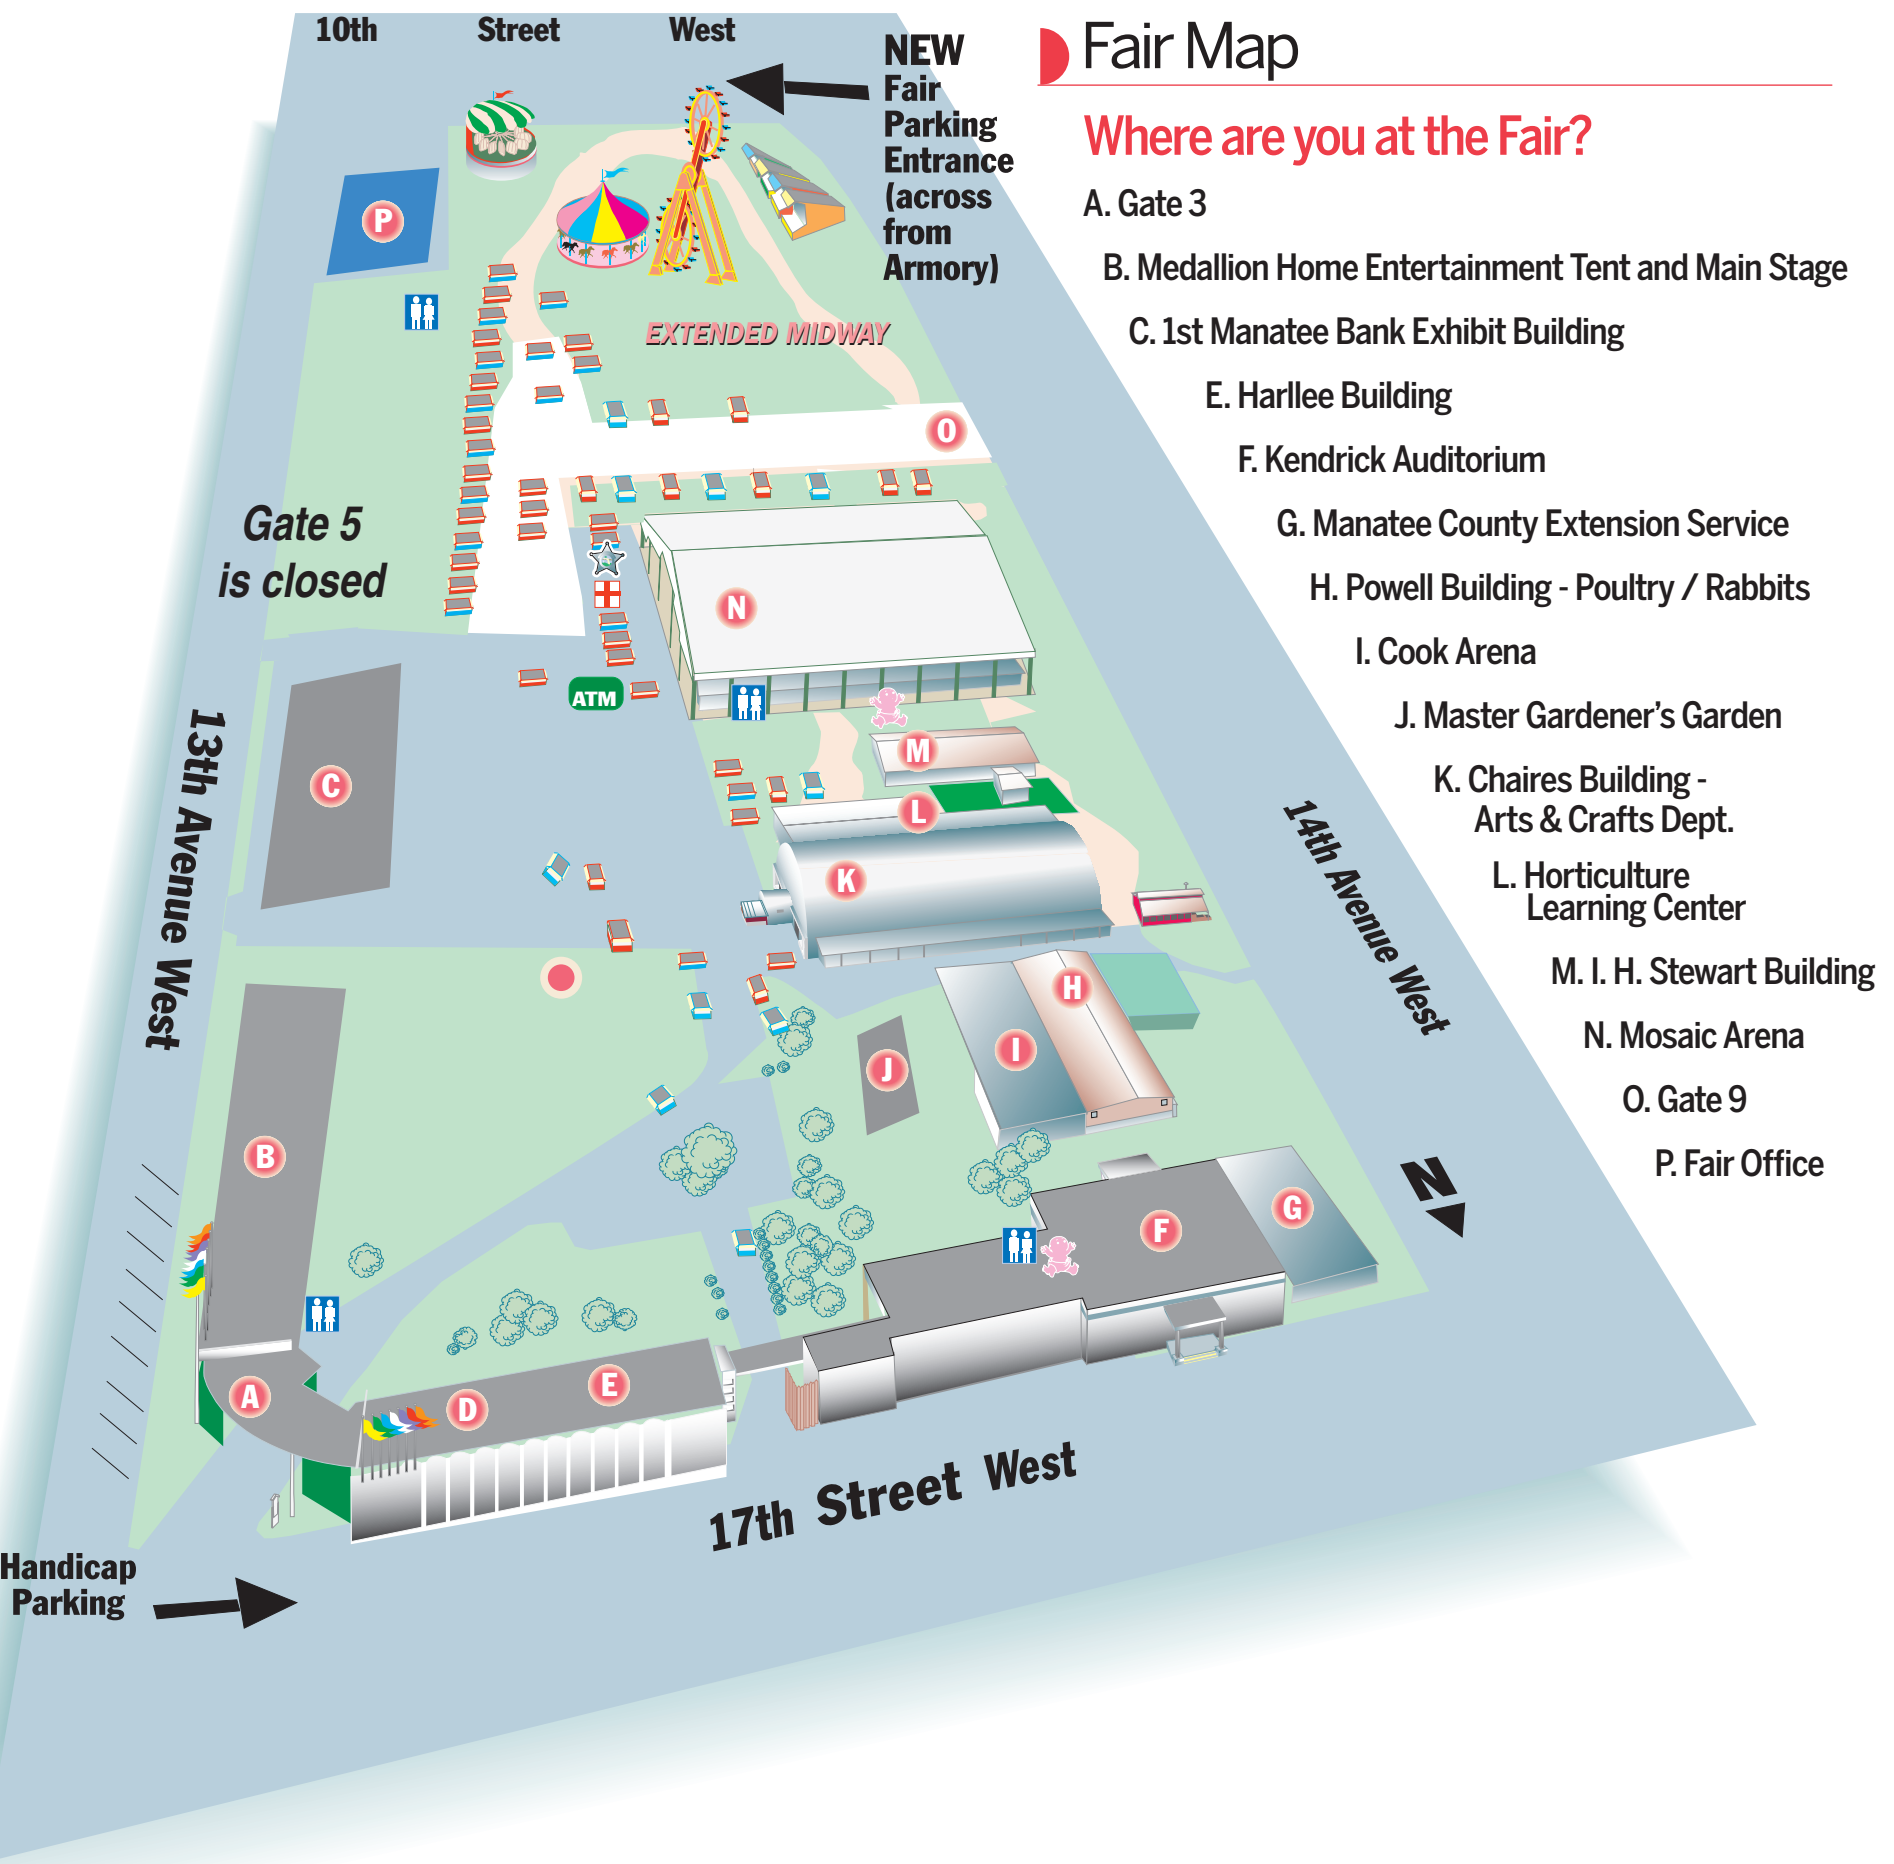 10th Street West
NEW
Fair
Parking
Entrance
(across
from
Armory)
Fair Map
Where are you at the Fair?
A. Gate 3
B. Medallion Home Entertainment Tent and Main Stage
C. 1st Manatee Bank Exhibit Building
E. Harllee Building
F. Kendrick Auditorium
G. Manatee County Extension Service
H. Powell Building - Poultry / Rabbits
I. Cook Arena
J. Master Gardener's Garden
K. Chaires Building -
Arts & Crafts Dept.
L. Horticulture
Learning Center
M. I. H. Stewart Building
N. Mosaic Arena
O. Gate 9
P. Fair Office
P
EXTENDED MIDWAY
O
Gate 5
is closed
N
ATM
13th Avenue West
C
M
L
K
14th Avenue West
H
I
J
B
N
G
F
A
E
D
17th Street West
Handicap
Parking